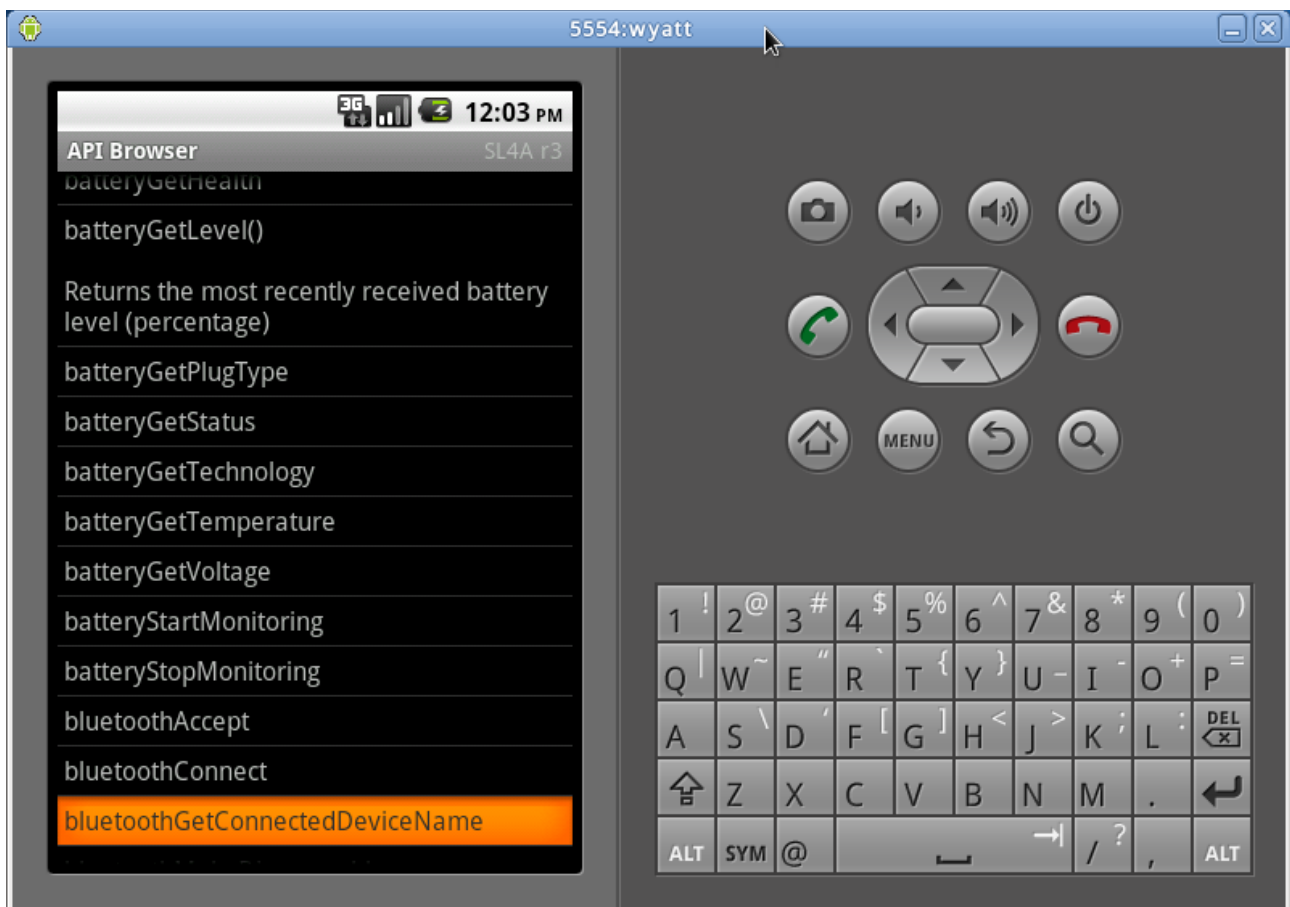 5554:wyatt
3G 12:03 PM
API Browser SL4A r3
batteryGetHealth
batteryGetLevel()
Returns the most recently received battery
level (percentage)
batteryGetPlugType
batteryGetStatus
batteryGetTechnology
batteryGetTemperature
batteryGetVoltage
batteryStartMonitoring
batteryStopMonitoring
bluetoothAccept
bluetoothConnect
bluetoothGetConnectedDeviceName
MENU
1 ! 2 @ 3 # 4 $ 5 % 6 ^ 7 & 8 * 9 ( 0 )
Q | W ~ E " R ` T { Y } U _ I - O + P =
A S \ D ' F [ G ] H < J > K ; L : DEL
Z X C V B N M .
ALT SYM @ / ? , ALT